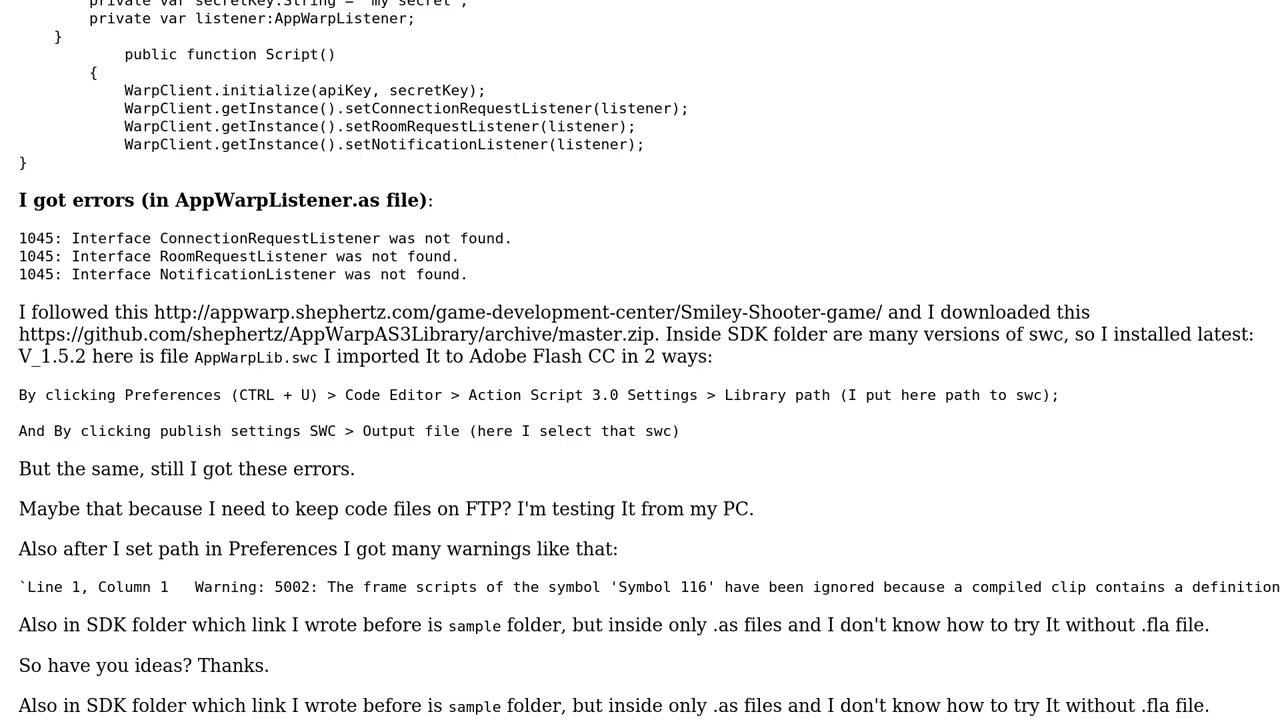 private var secretKey:String = "my secret";
private var listener:AppWarpListener;
}
public function Script()
{
WarpClient.initialize(apiKey, secretKey);
WarpClient.getInstance().setConnectionRequestListener(listener);
WarpClient.getInstance().setRoomRequestListener(listener);
WarpClient.getInstance().setNotificationListener(listener);
}
I got errors (in AppWarpListener.as file):
1045: Interface ConnectionRequestListener was not found.
1045: Interface RoomRequestListener was not found.
1045: Interface NotificationListener was not found.
I followed this http://appwarp.shephertz.com/game-development-center/Smiley-Shooter-game/ and I downloaded this
https://github.com/shephertz/AppWarpAS3Library/archive/master.zip. Inside SDK folder are many versions of swc, so I installed latest:
V_1.5.2 here is file AppWarpLib.swc I imported It to Adobe Flash CC in 2 ways:
By clicking Preferences (CTRL + U) > Code Editor > Action Script 3.0 Settings > Library path (I put here path to swc);
And By clicking publish settings SWC > Output file (here I select that swc)
But the same, still I got these errors.
Maybe that because I need to keep code files on FTP? I'm testing It from my PC.
Also after I set path in Preferences I got many warnings like that:
`Line 1, Column 1   Warning: 5002: The frame scripts of the symbol 'Symbol 116' have been ignored because a compiled clip contains a definition
Also in SDK folder which link I wrote before is sample folder, but inside only .as files and I don't know how to try It without .fla file.
So have you ideas? Thanks.
Also in SDK folder which link I wrote before is sample folder, but inside only .as files and I don't know how to try It without .fla file.